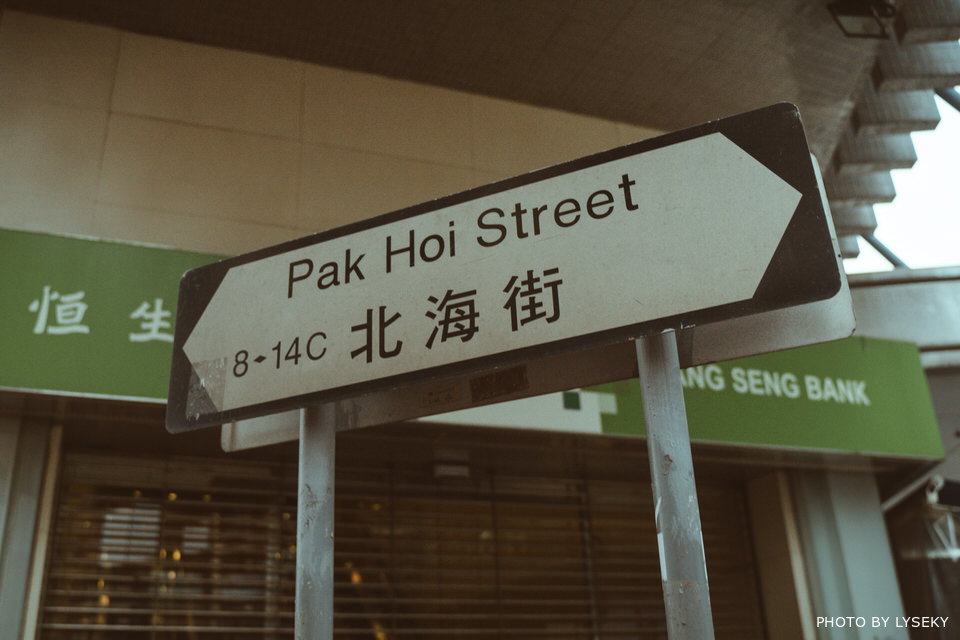 Pak Hoi Street
8-14C 北海街
恒生
ANG SENG BANK
PHOTO BY LYSEKY